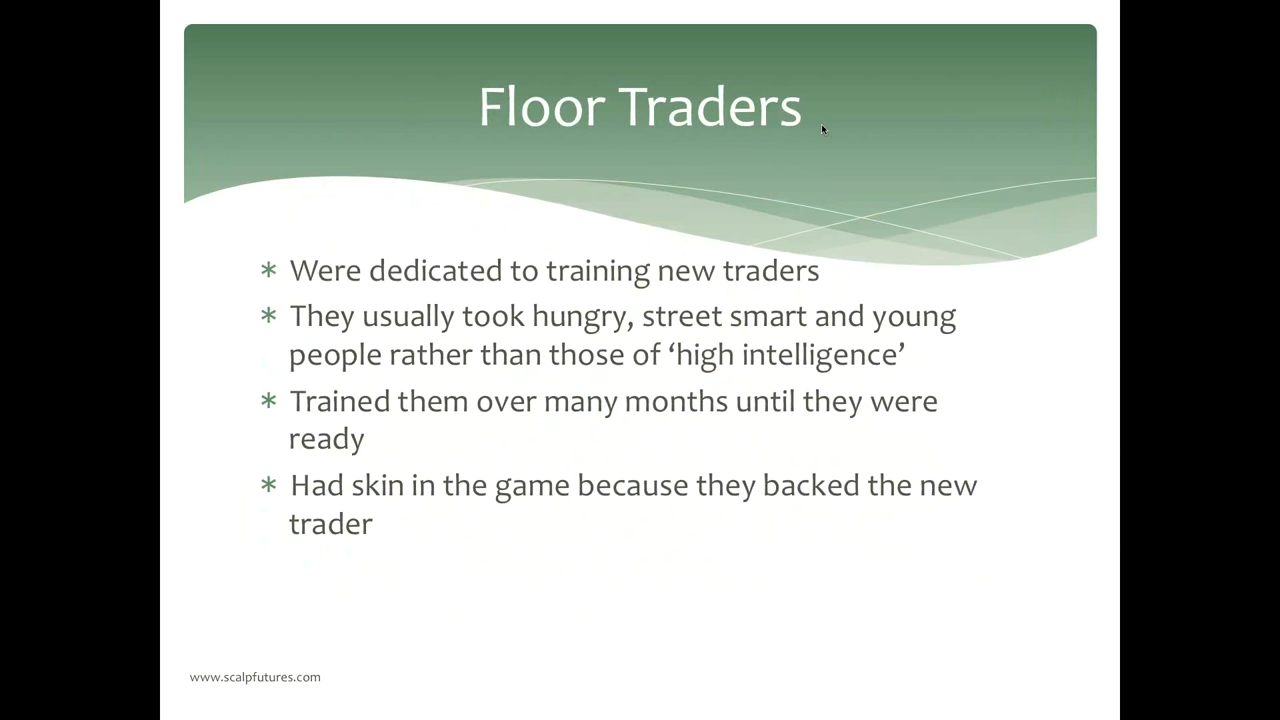 Floor Traders
* Were dedicated to training new traders
* They usually took hungry, street smart and young
people rather than those of ‘high intelligence’
* Trained them over many months until they were
ready
* Had skin in the game because they backed the new
trader
www.scalpfutures.com